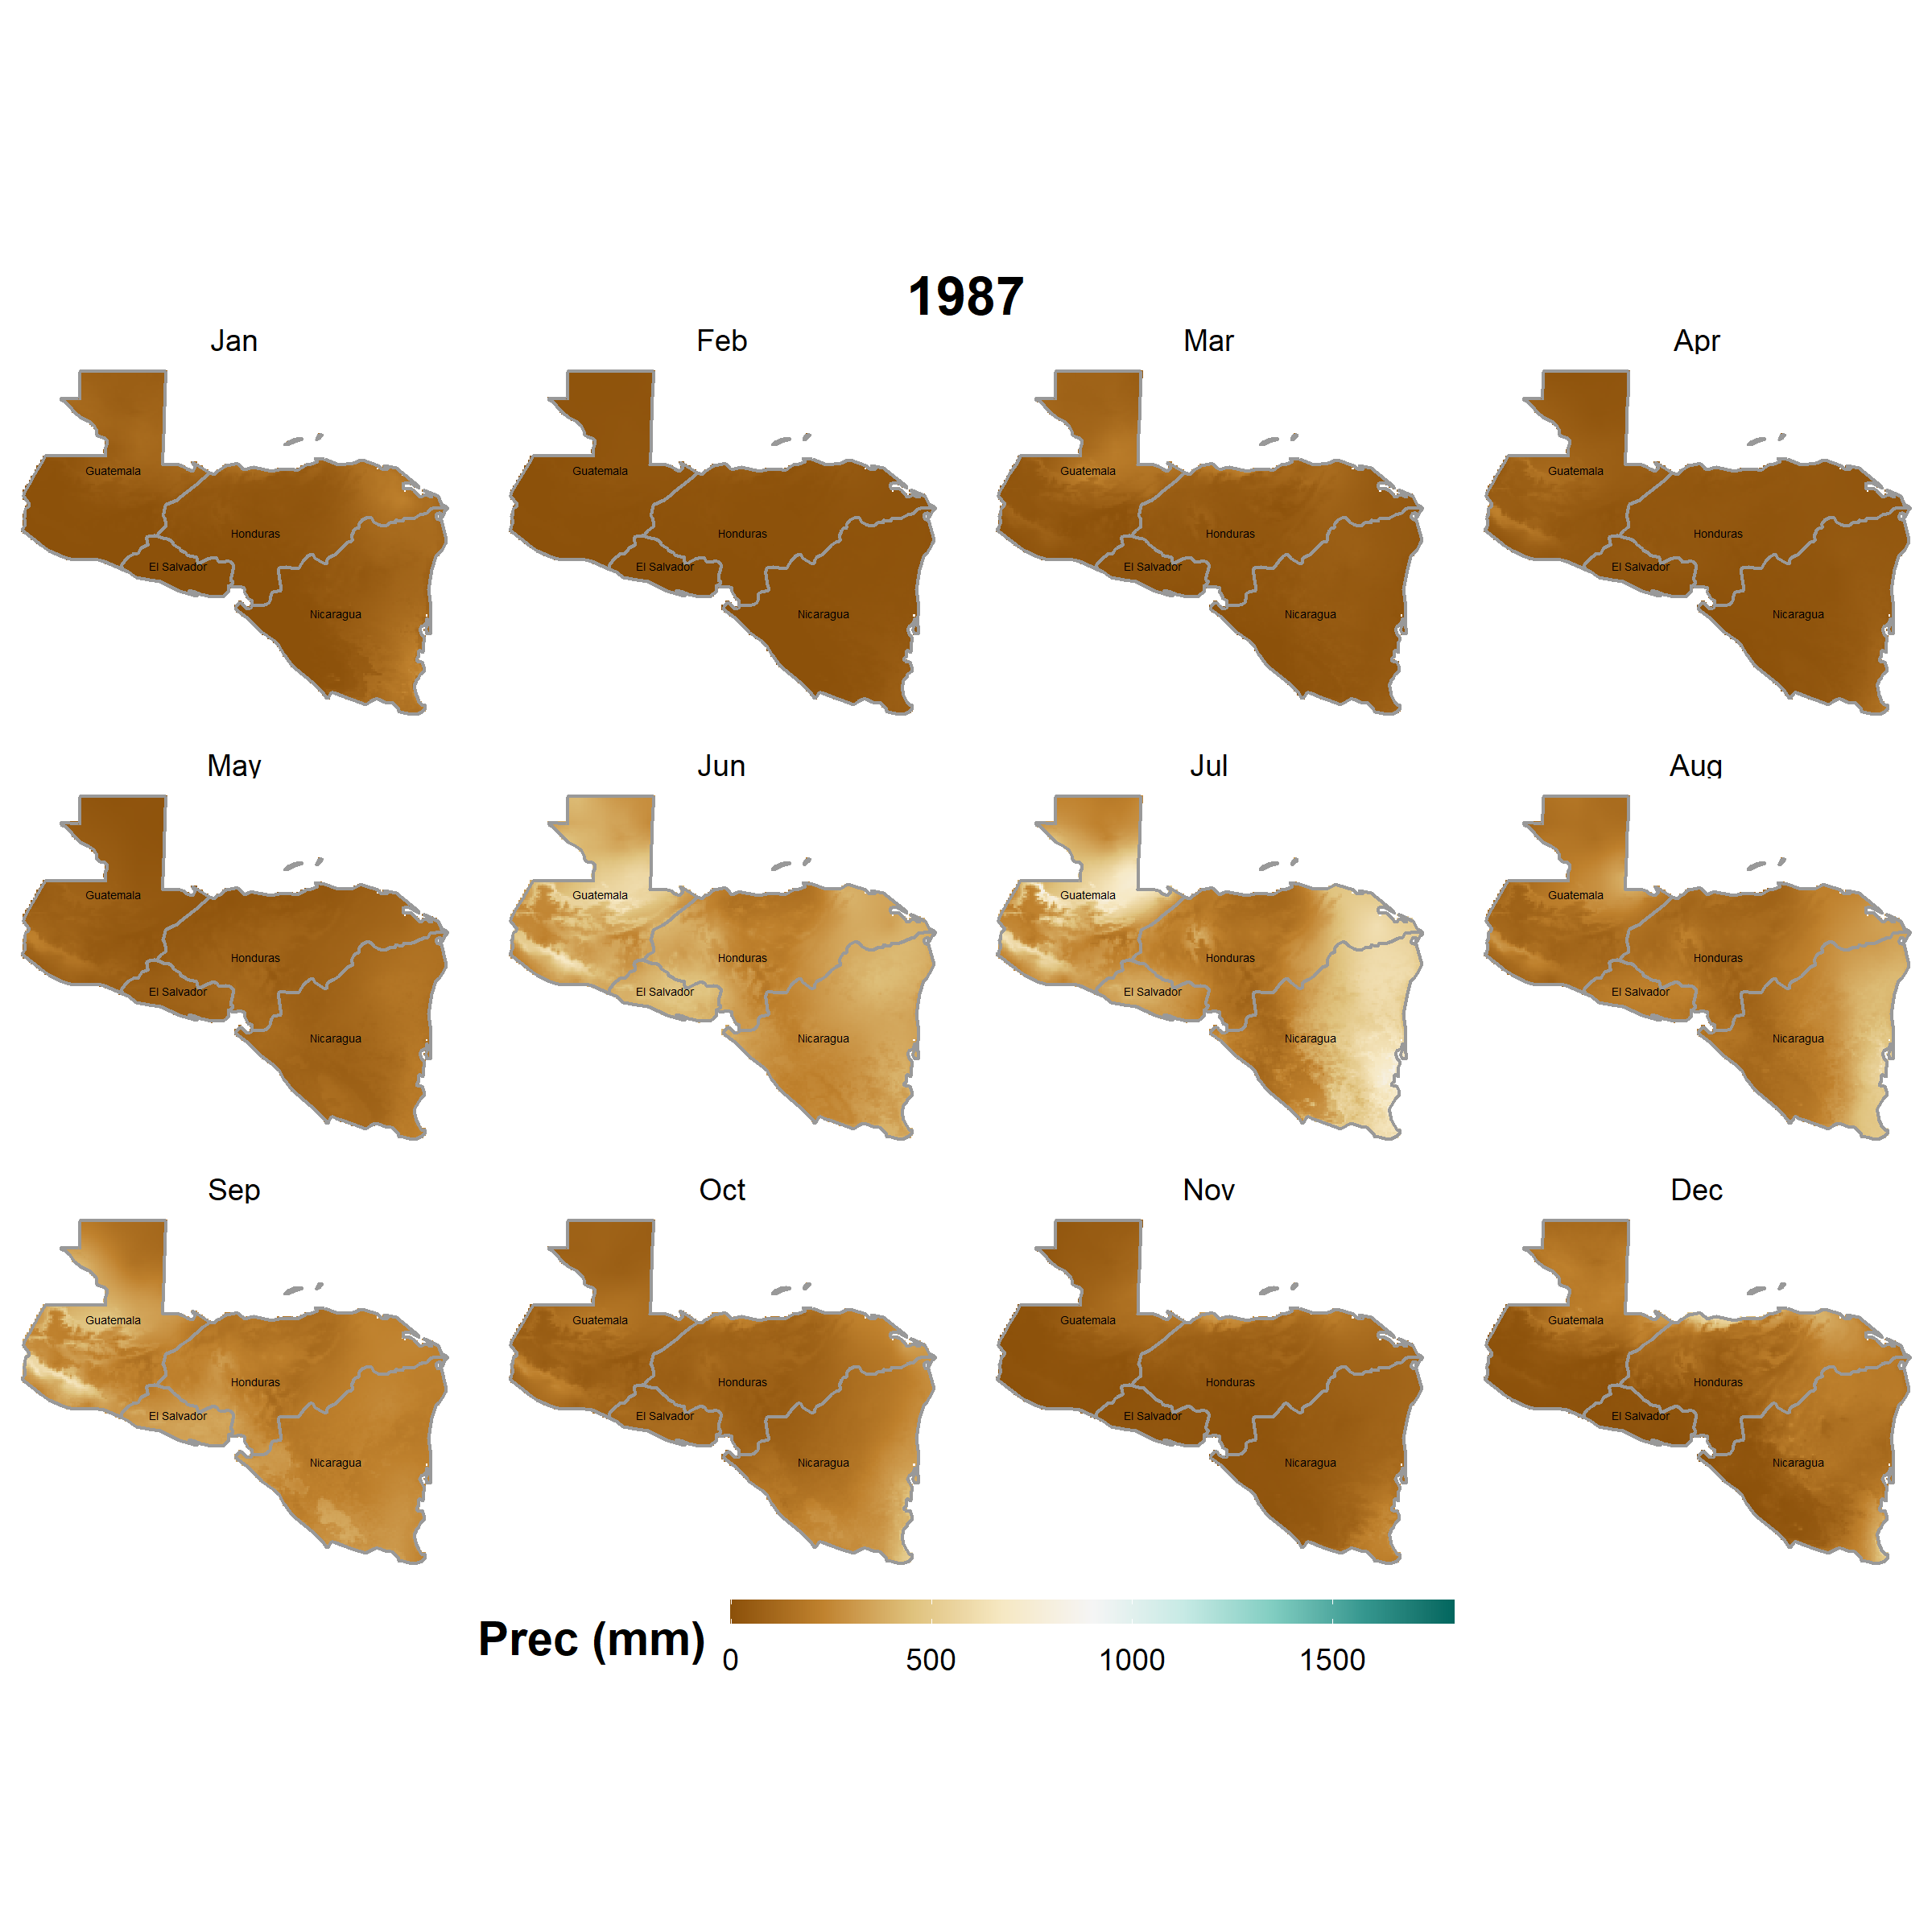 1987
Jan Feb Mar Apr
Guatemala Guatemala Guatemala Guatemala
Honduras Honduras Honduras Honduras
El Salvador El Salvador El Salvador El Salvador
Nicaragua Nicaragua Nicaragua Nicaragua
May Jun Jul Aug
Guatemala Guatemala Guatemala Guatemala
Honduras Honduras Honduras Honduras
El Salvador El Salvador El Salvador El Salvador
Nicaragua Nicaragua Nicaragua Nicaragua
Sep Oct Nov Dec
Guatemala Guatemala Guatemala Guatemala
Honduras Honduras Honduras Honduras
El Salvador El Salvador El Salvador El Salvador
Nicaragua Nicaragua Nicaragua Nicaragua
Prec (mm)
0 500 1000 1500